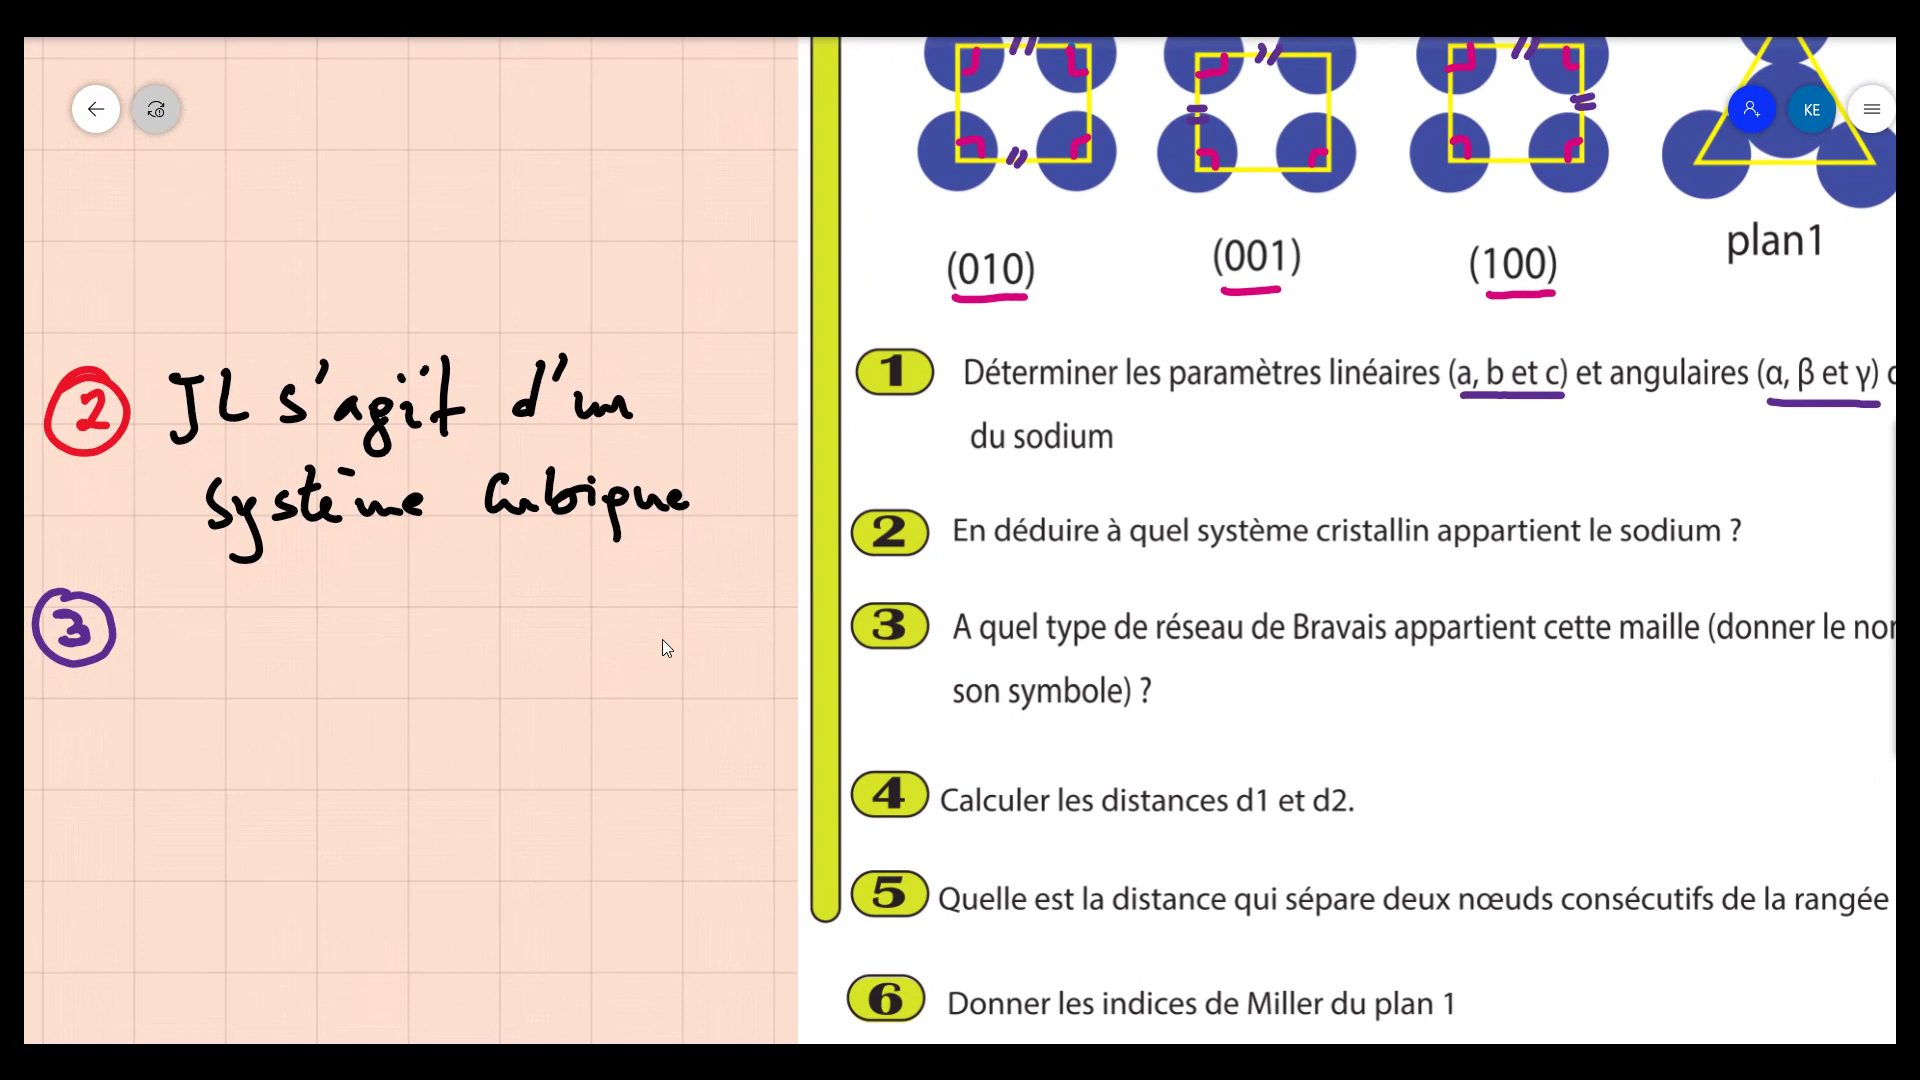 KE
(010)
(001)
(100)
plan1
1 Déterminer les paramètres linéaires (a, b et c) et angulaires (α, β et γ)
du sodium
2 En déduire à quel système cristallin appartient le sodium ?
3 A quel type de réseau de Bravais appartient cette maille (donner le
son symbole) ?
4 Calculer les distances d1 et d2.
5 Quelle est la distance qui sépare deux nœuds consécutifs de la rangée
6 Donner les indices de Miller du plan 1
2 Il s'agit d'un
système cubique
3